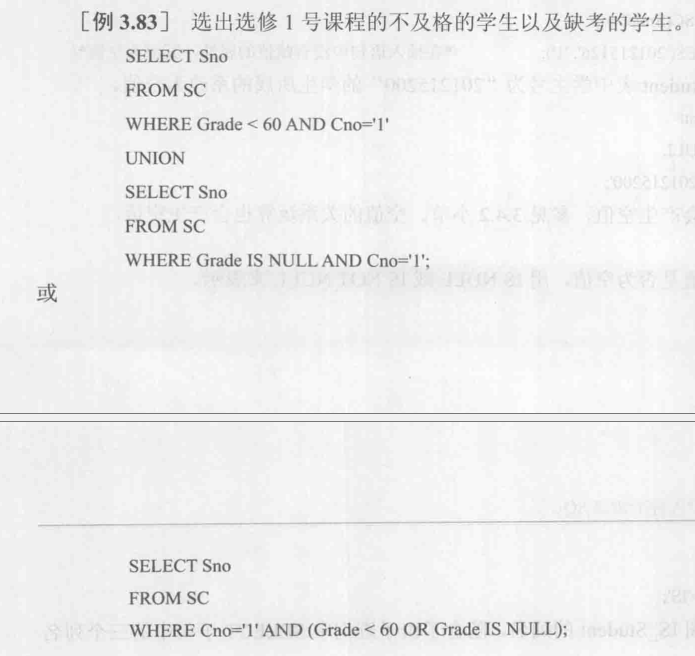 ［例 3.83］ 选出选修 1 号课程的不及格的学生以及缺考的学生。
SELECT Sno
FROM SC
WHERE Grade < 60 AND Cno='1'
UNION
SELECT Sno
FROM SC
WHERE Grade IS NULL AND Cno='1';
或
SELECT Sno
FROM SC
WHERE Cno='1' AND (Grade < 60 OR Grade IS NULL);